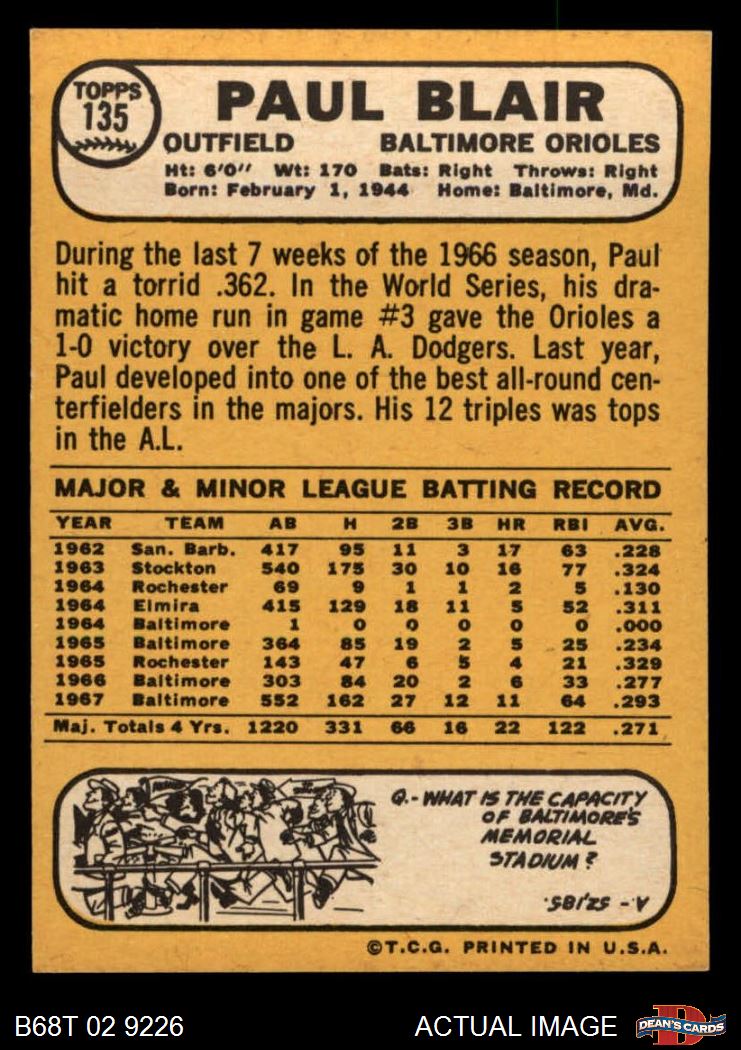 TOPPS
135
PAUL BLAIR
OUTFIELD BALTIMORE ORIOLES
Ht: 6'0" Wt: 170 Bats: Right Throws: Right
Born: February 1, 1944 Home: Baltimore, Md.
During the last 7 weeks of the 1966 season, Paul
hit a torrid .362. In the World Series, his dra-
matic home run in game #3 gave the Orioles a
1-0 victory over the L. A. Dodgers. Last year,
Paul developed into one of the best all-round cen-
terfielders in the majors. His 12 triples was tops
in the A.L.
MAJOR & MINOR LEAGUE BATTING RECORD
YEAR TEAM AB H 2B 3B HR RBI AVG.
1962 San. Barb. 417 95 11 3 17 63 .228
1963 Stockton 540 175 30 10 16 77 .324
1964 Rochester 69 9 1 1 2 5 .130
1964 Elmira 415 129 18 11 5 52 .311
1964 Baltimore 1 0 0 0 0 0 .000
1965 Baltimore 364 85 19 2 5 25 .234
1965 Rochester 143 47 6 5 4 21 .329
1966 Baltimore 303 84 20 2 6 33 .277
1967 Baltimore 552 162 27 12 11 64 .293
Maj. Totals 4 Yrs. 1220 331 66 16 22 122 .271
Q.- WHAT IS THE CAPACITY
OF BALTIMORE'S
MEMORIAL
STADIUM?
A.- 52,185.
©T.C.G. PRINTED IN U.S.A.
B68T 02 9226 ACTUAL IMAGE
DEAN'S CARDS